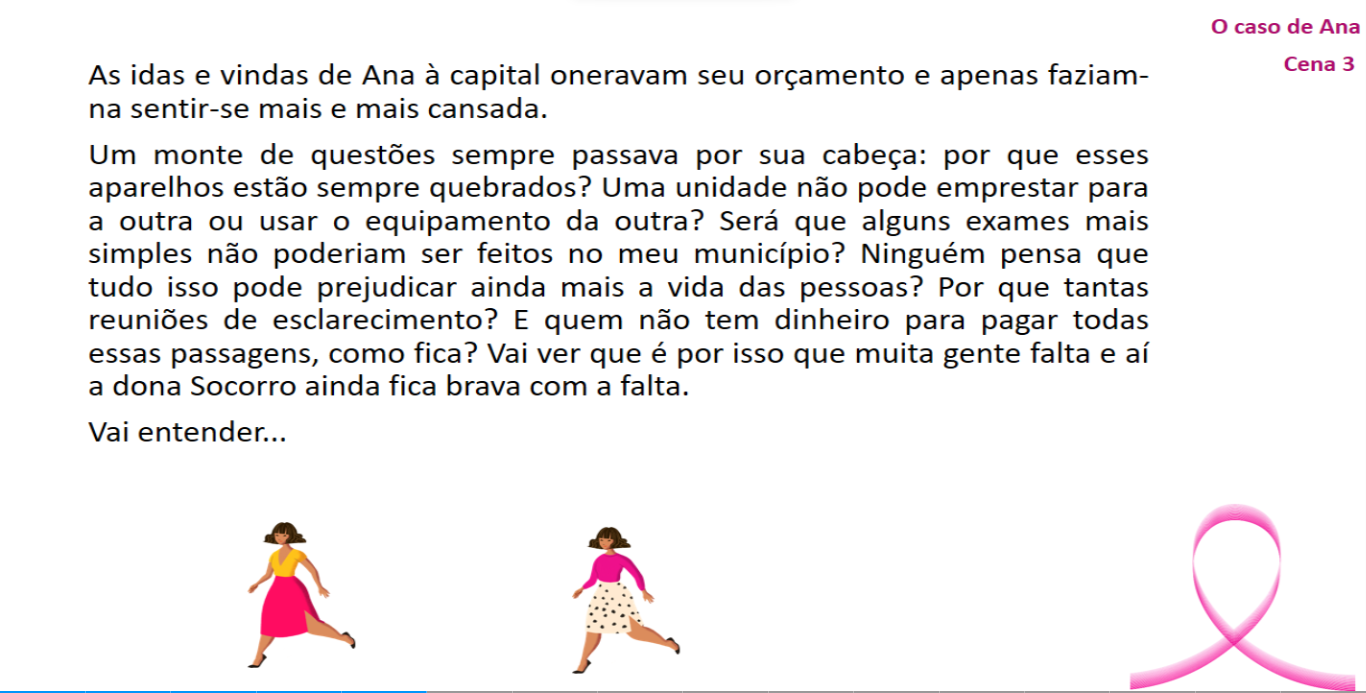 O caso de Ana
Cena 3
As idas e vindas de Ana à capital oneravam seu orçamento e apenas faziam-
na sentir-se mais e mais cansada.
Um monte de questões sempre passava por sua cabeça: por que esses
aparelhos estão sempre quebrados? Uma unidade não pode emprestar para
a outra ou usar o equipamento da outra? Será que alguns exames mais
simples não poderiam ser feitos no meu município? Ninguém pensa que
tudo isso pode prejudicar ainda mais a vida das pessoas? Por que tantas
reuniões de esclarecimento? E quem não tem dinheiro para pagar todas
essas passagens, como fica? Vai ver que é por isso que muita gente falta e aí
a dona Socorro ainda fica brava com a falta.
Vai entender...